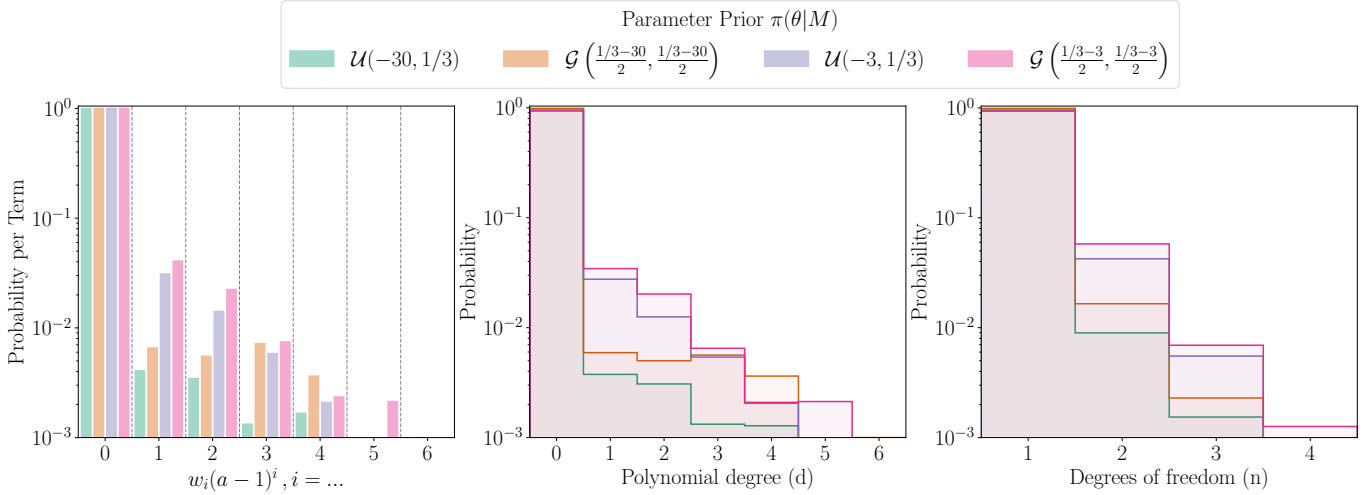 Parameter Prior π(θ|M)
𝒰(−30, 1/3)
𝒢((1/3−30)/2, (1/3−30)/2)
𝒰(−3, 1/3)
𝒢((1/3−3)/2, (1/3−3)/2)
Probability per Term
10^0
10^−1
10^−2
10^−3
0 1 2 3 4 5 6
w_i(a − 1)^i, i = ...
Probability
10^0
10^−1
10^−2
10^−3
0 1 2 3 4 5 6
Polynomial degree (d)
Probability
10^0
10^−1
10^−2
10^−3
1 2 3 4
Degrees of freedom (n)